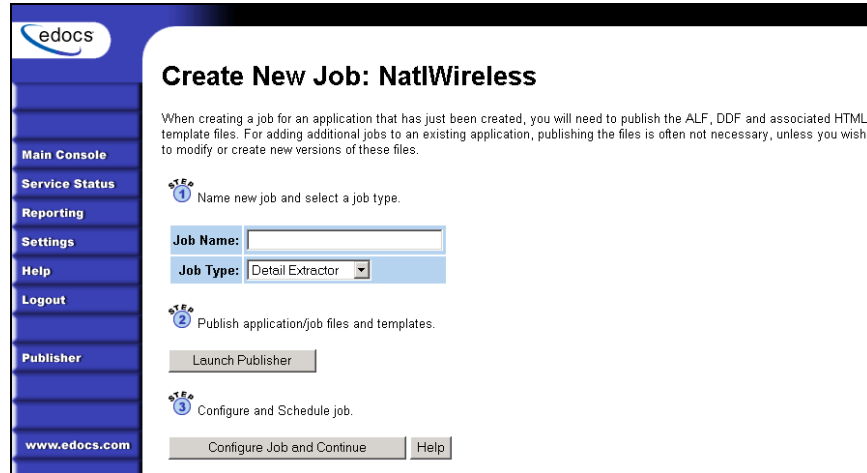 edocs
Main Console
Service Status
Reporting
Settings
Help
Logout
Publisher
www.edocs.com
Create New Job: NatlWireless
When creating a job for an application that has just been created, you will need to publish the ALF, DDF and associated HTML
template files. For adding additional jobs to an existing application, publishing the files is often not necessary, unless you wish
to modify or create new versions of these files.
STEP 1 Name new job and select a job type.
Job Name:
Job Type: Detail Extractor
STEP 2 Publish application/job files and templates.
Launch Publisher
STEP 3 Configure and Schedule job.
Configure Job and Continue Help